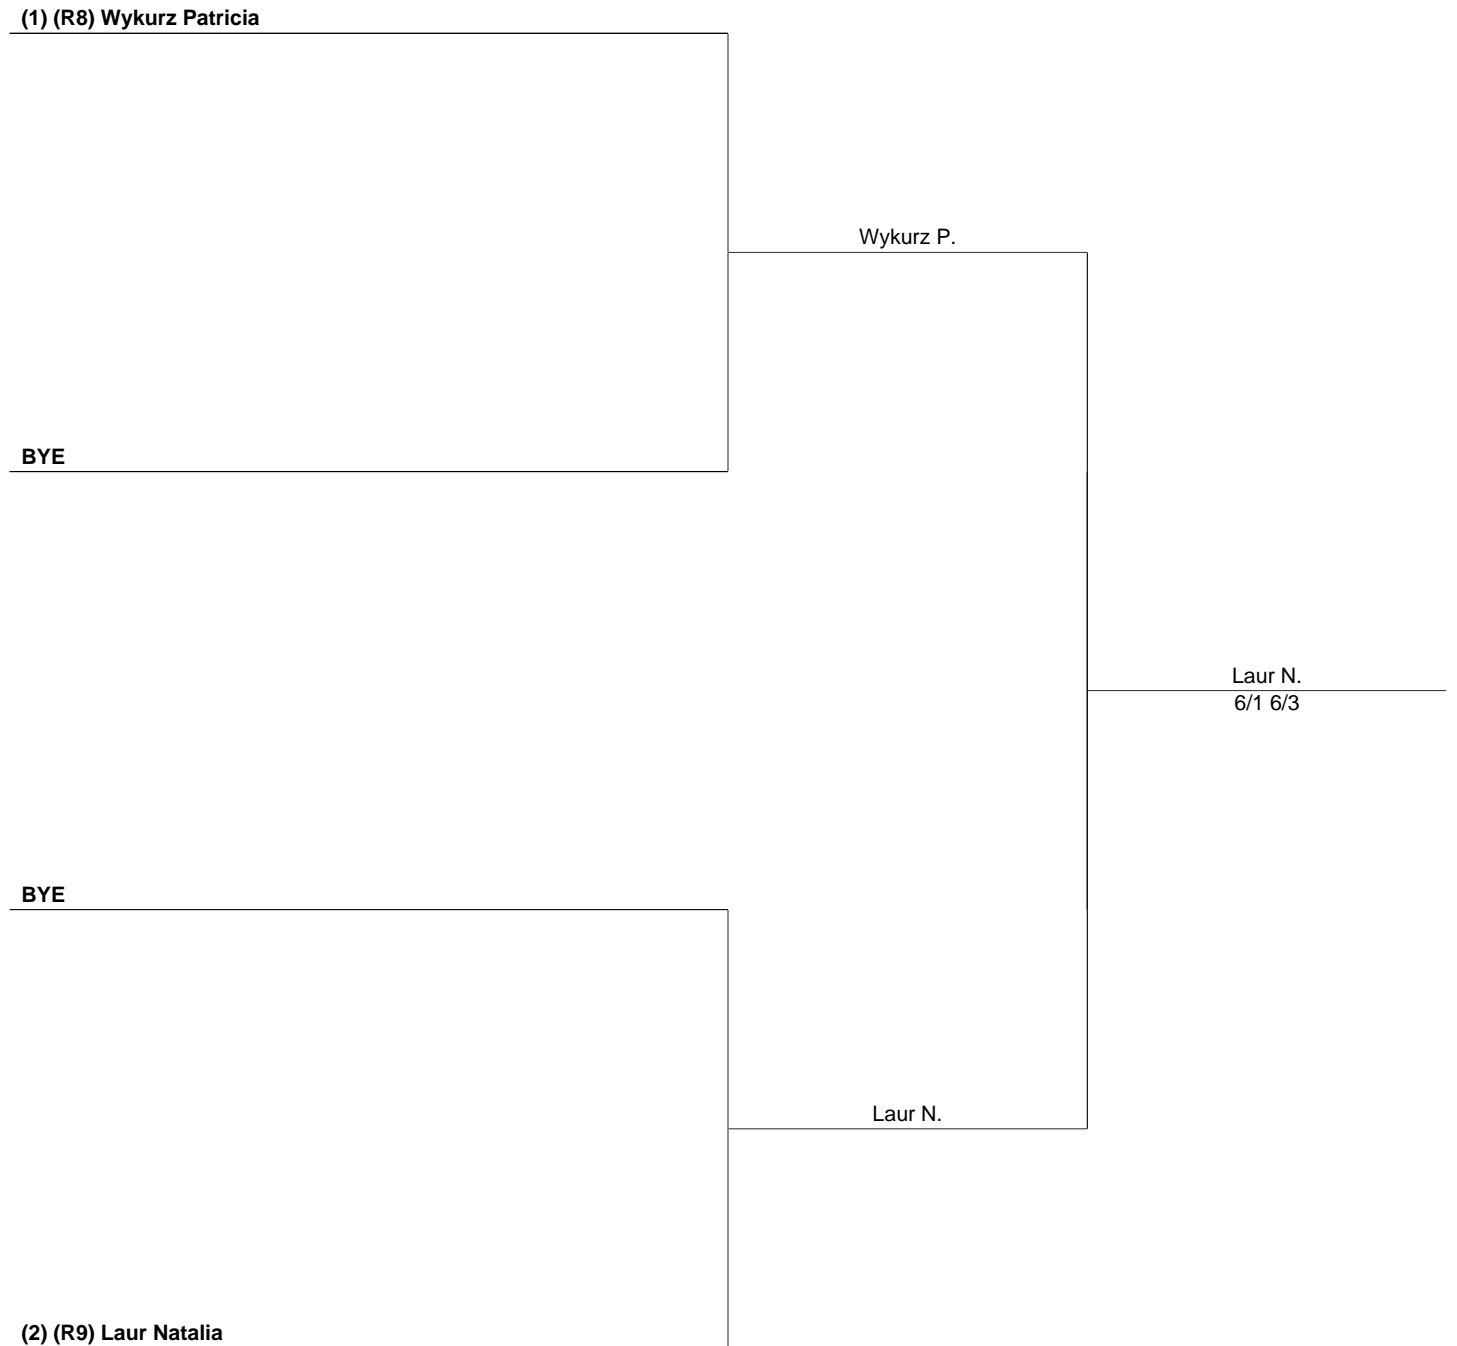 (1) (R8) Wykurz Patricia
Wykurz P.
BYE
Laur N.
6/1 6/3
BYE
Laur N.
(2) (R9) Laur Natalia